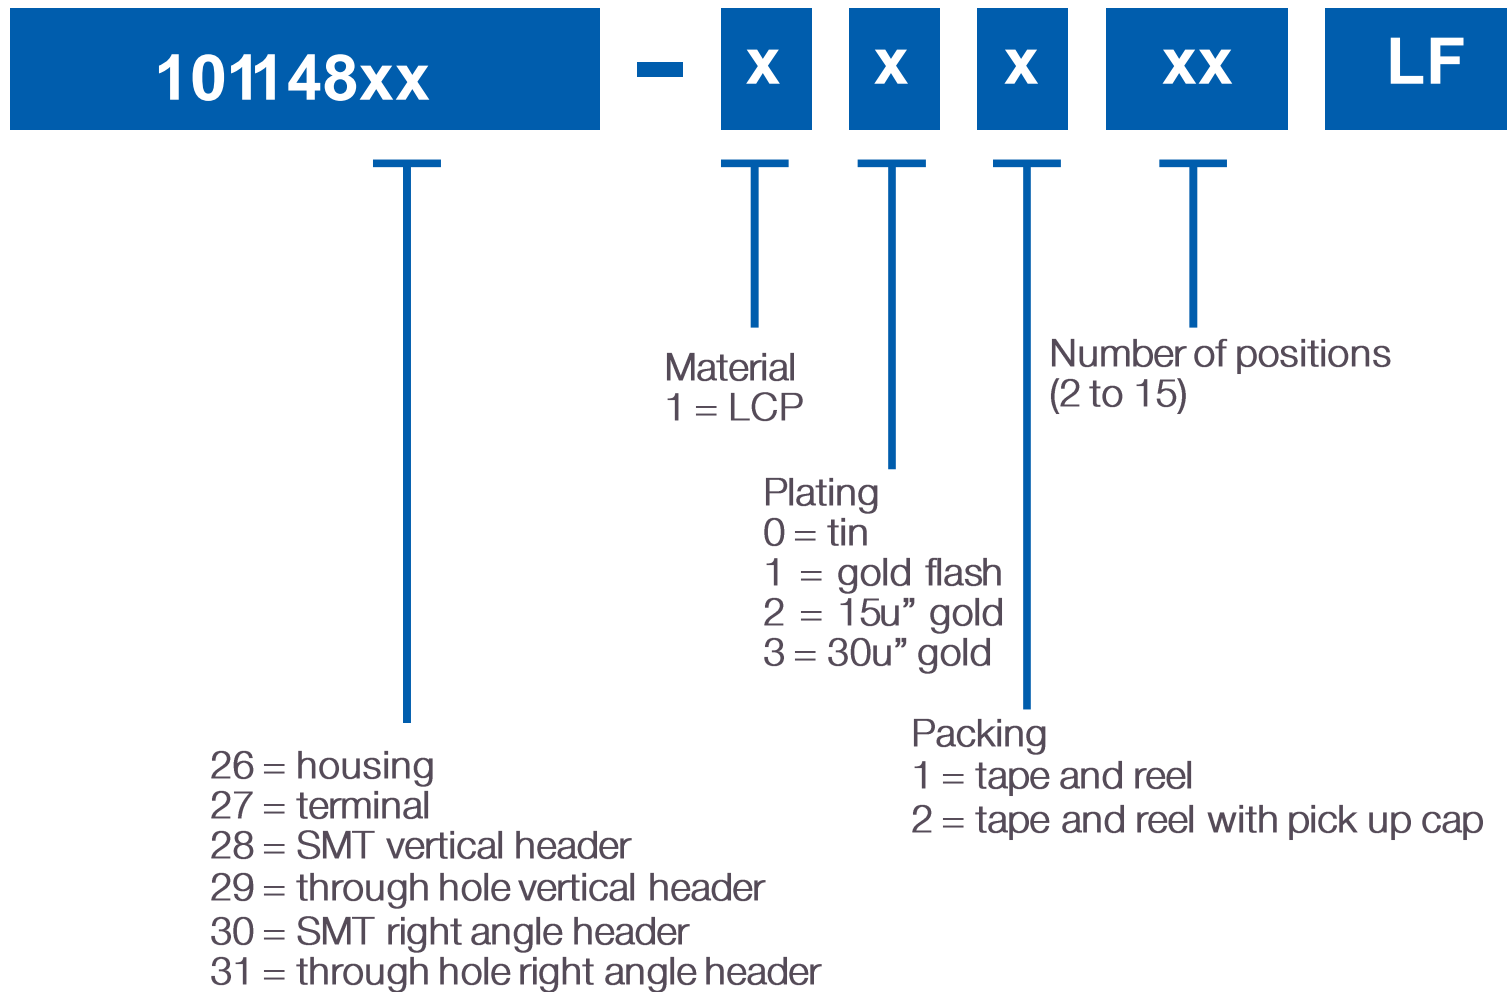 101148xx - x x x xx LF
Material
1 = LCP
Number of positions
(2 to 15)
Plating
0 = tin
1 = gold flash
2 = 15u” gold
3 = 30u” gold
Packing
1 = tape and reel
2 = tape and reel with pick up cap
26 = housing
27 = terminal
28 = SMT vertical header
29 = through hole vertical header
30 = SMT right angle header
31 = through hole right angle header